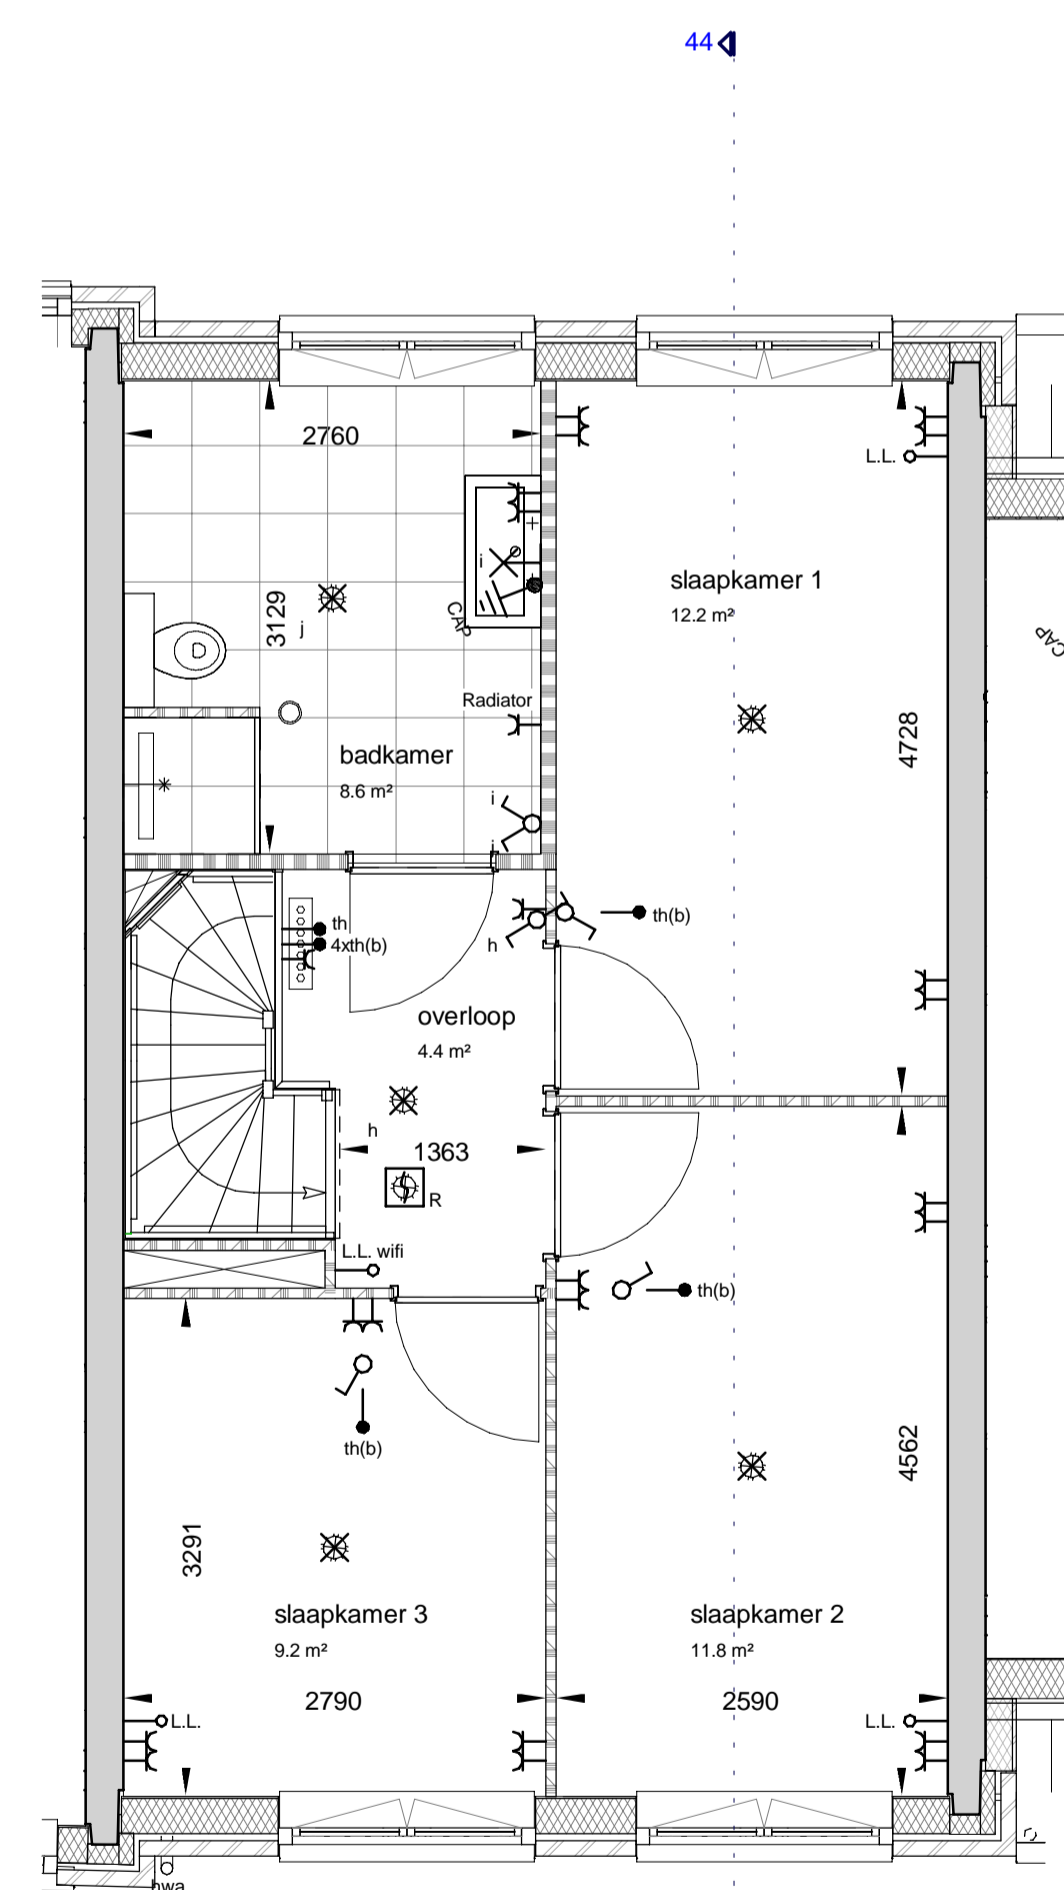 44
2760
L.L.
i
slaapkamer 1
12.2 m²
3129
j
CAP
CAP
Radiator
4728
badkamer
8.6 m²
i
j
th
4xth(b)
h
th(b)
overloop
4.4 m²
h
1363
R
L.L. wifi
th(b)
th(b)
4562
3291
slaapkamer 3
9.2 m²
slaapkamer 2
11.8 m²
2790
2590
L.L.
L.L.
hwa